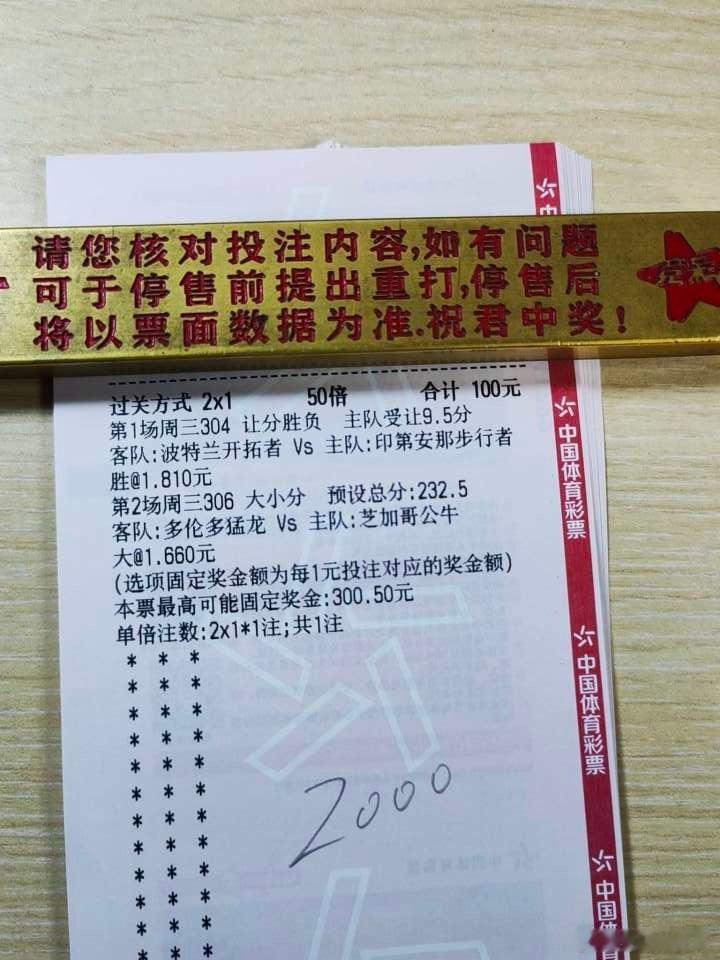 请您核对投注内容,如有问题
可于停售前提出重打,停售后
将以票面数据为准.祝君中奖!
过关方式 2x1 50倍 合计 100元
第1场周三304 让分胜负 主队受让9.5分
客队:波特兰开拓者 Vs 主队:印第安那步行者
胜@1.810元
第2场周三306 大小分 预设总分:232.5
客队:多伦多猛龙 Vs 主队:芝加哥公牛
大@1.660元
(选项固定奖金额为每1元投注对应的奖金额)
本票最高可能固定奖金:300.50元
单倍注数:2x1*1注;共1注
* * *
* * *
* * *
* * *
* * *
* * *
* * *
* * *
* * *
* * *
* * *
* * *
2000
中国体育彩票
中国体育彩票
中国体